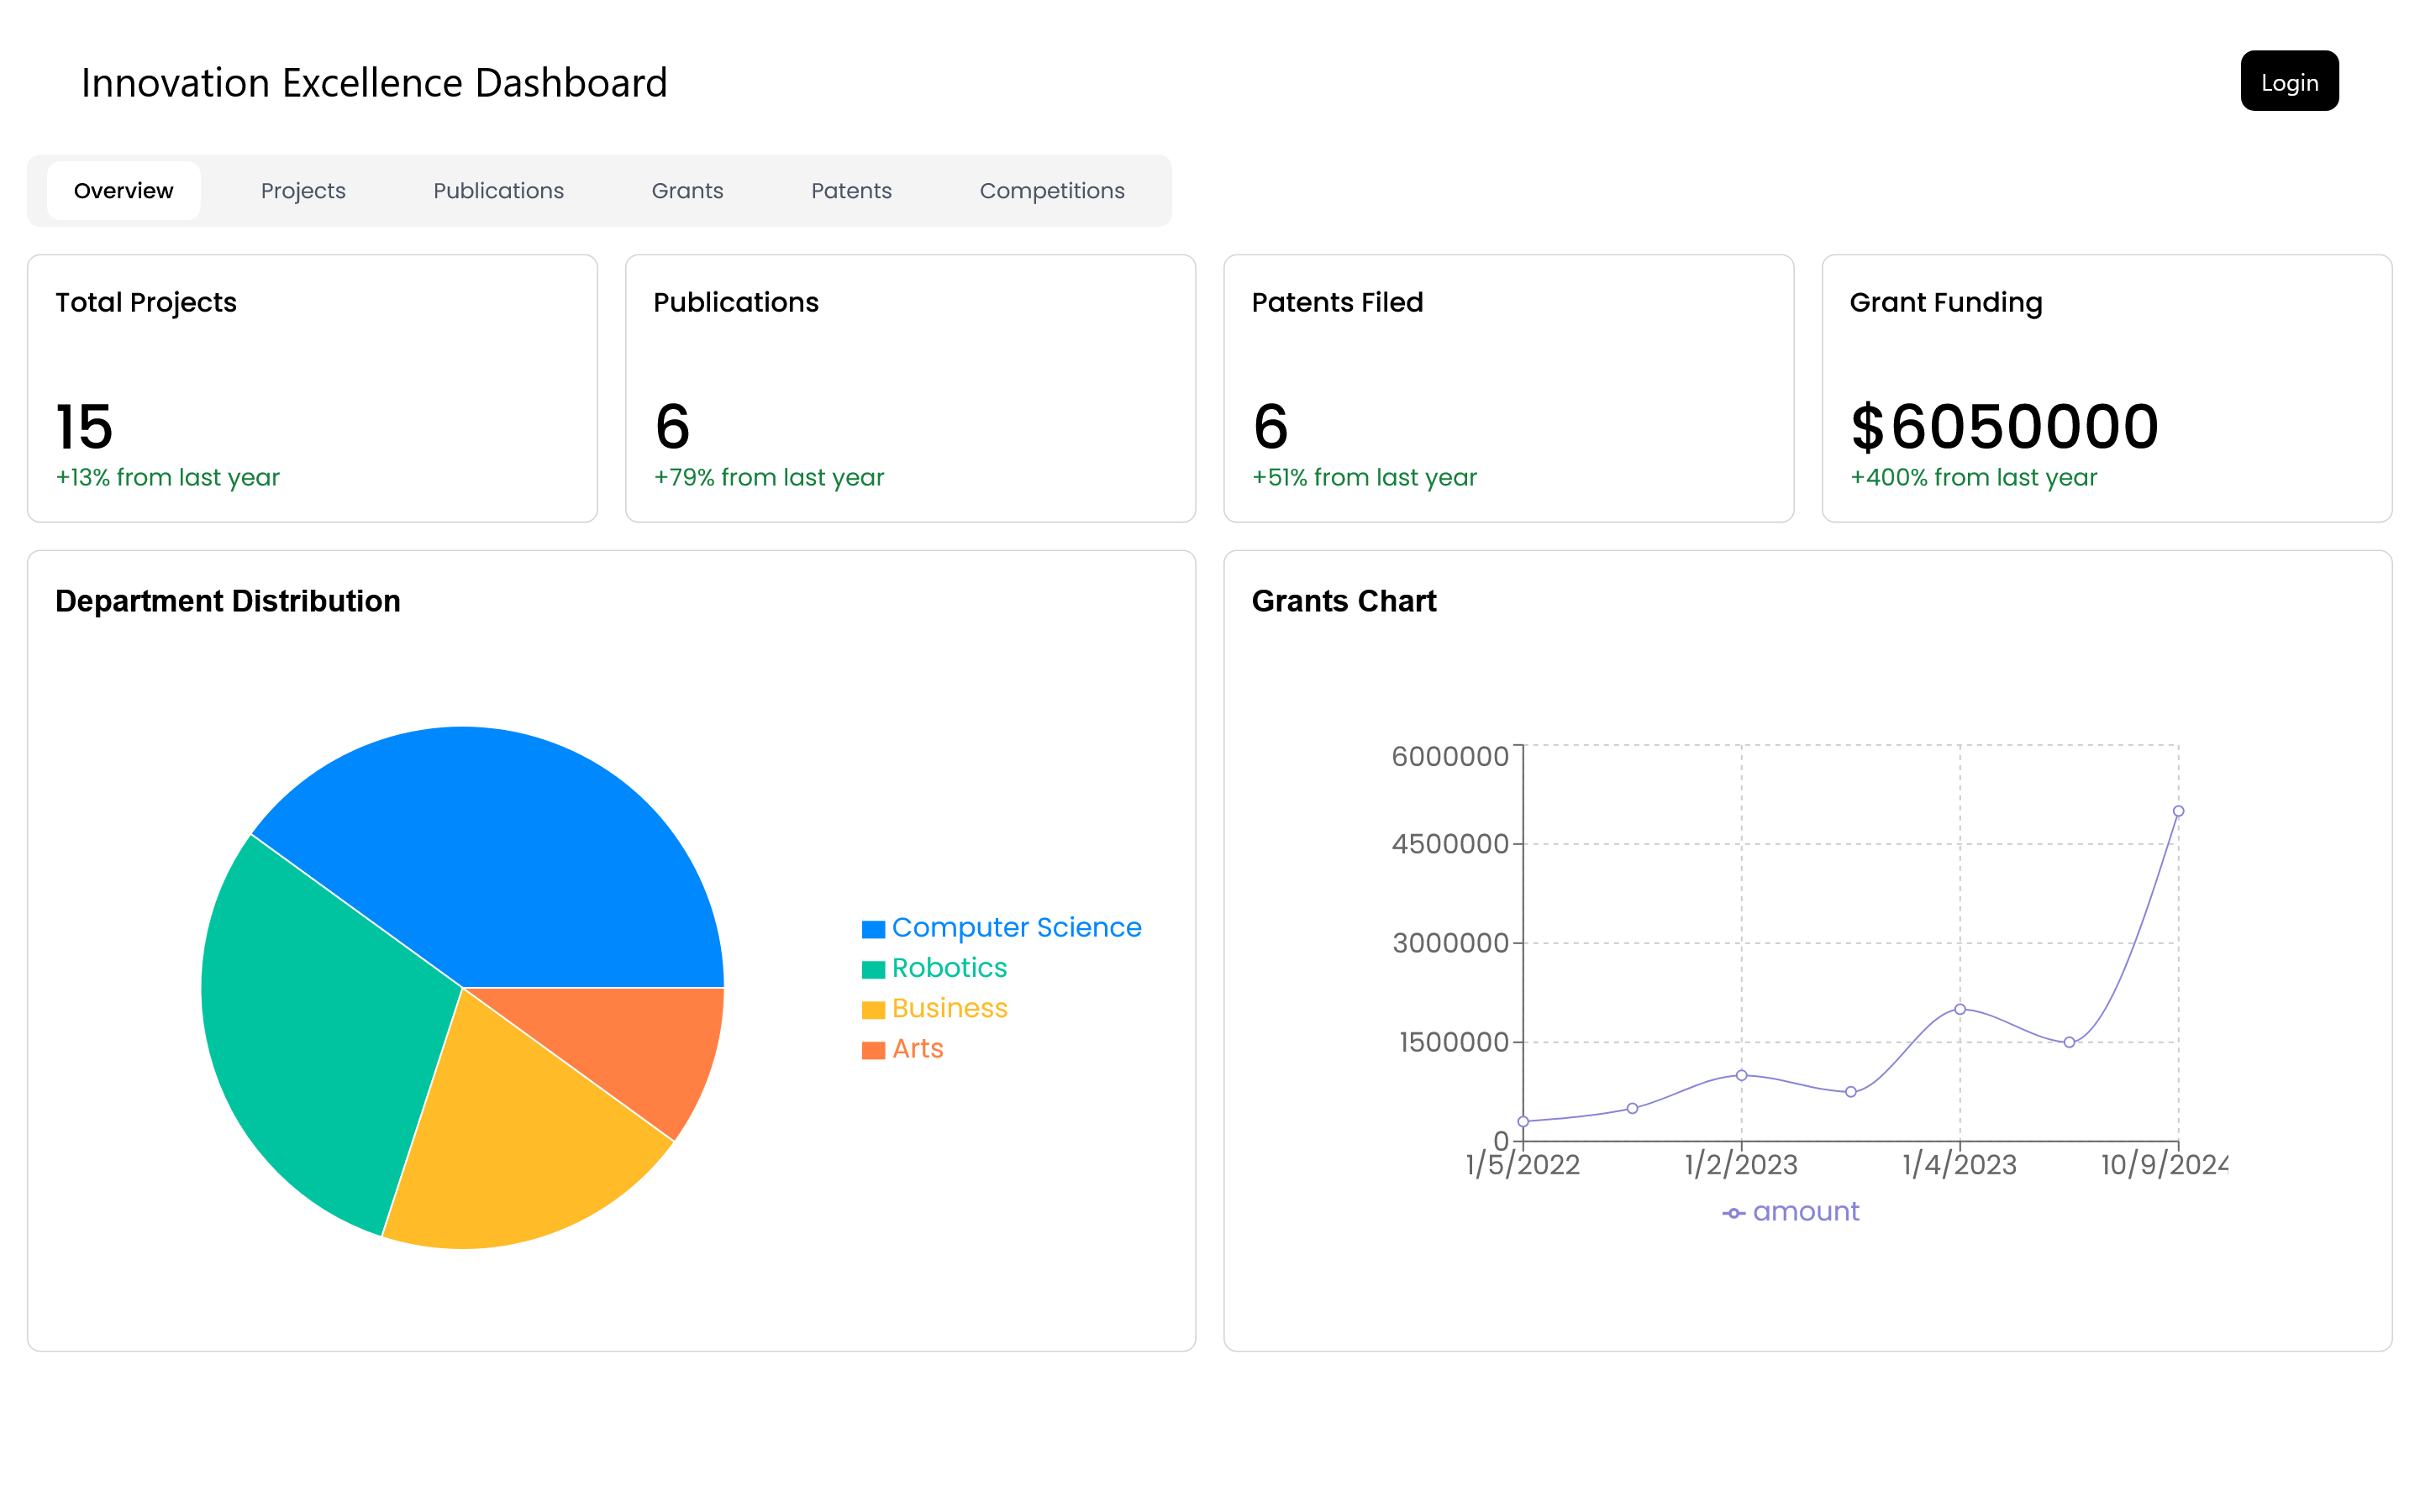 Innovation Excellence Dashboard
Login
Overview
Projects
Publications
Grants
Patents
Competitions
Total Projects
15
+13% from last year
Publications
6
+79% from last year
Patents Filed
6
+51% from last year
Grant Funding
$6050000
+400% from last year
Department Distribution
Computer Science
Robotics
Business
Arts
Grants Chart
6000000
4500000
3000000
1500000
0
1/5/2022
1/2/2023
1/4/2023
10/9/2024
amount